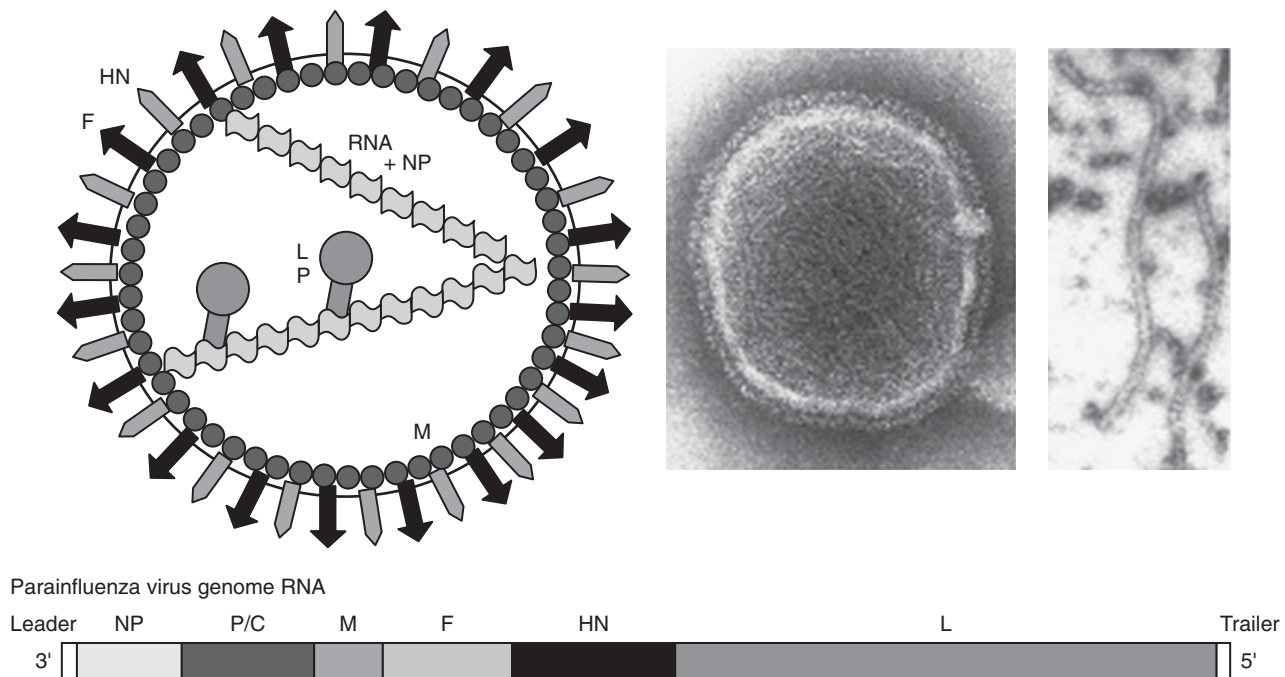 HN
F
RNA
+ NP
L
P
M
Parainfluenza virus genome RNA
Leader NP P/C M F HN L Trailer
3' 5'